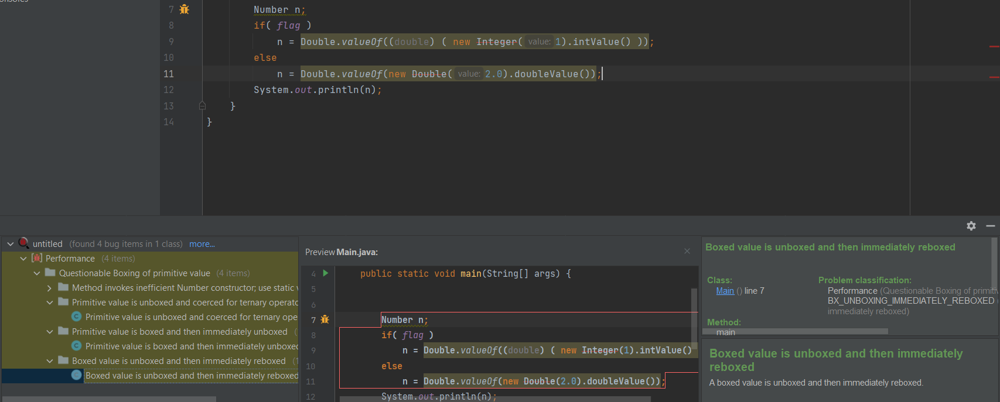 7 Number n;
8 if( flag )
9 n = Double.valueOf((double) ( new Integer( value: 1).intValue() ));
10 else
11 n = Double.valueOf(new Double( value: 2.0).doubleValue());
12 System.out.println(n);
13 }
14 }
untitled (found 4 bug items in 1 class) more...
Performance (4 items)
Questionable Boxing of primitive value (4 items)
Method invokes inefficient Number constructor; use static v
Primitive value is unboxed and coerced for ternary operato
Primitive value is unboxed and coerced for ternary ope
Primitive value is boxed and then immediately unboxed (
Primitive value is boxed and then immediately unboxed
Boxed value is unboxed and then immediately reboxed (1
Boxed value is unboxed and then immediately reboxed
Preview Main.java:
4 public static void main(String[] args) {
5
6
7 Number n;
8 if( flag )
9 n = Double.valueOf((double) ( new Integer(1).intValue()
10 else
11 n = Double.valueOf(new Double(2.0).doubleValue());
12 System.out.println(n);
Boxed value is unboxed and then immediately reboxed
Class:
Main () line 7
Method:
main
Problem classification:
Performance (Questionable Boxing of primitiv
BX_UNBOXING_IMMEDIATELY_REBOXED (
immediately reboxed)
Boxed value is unboxed and then immediately
reboxed
A boxed value is unboxed and then immediately reboxed.